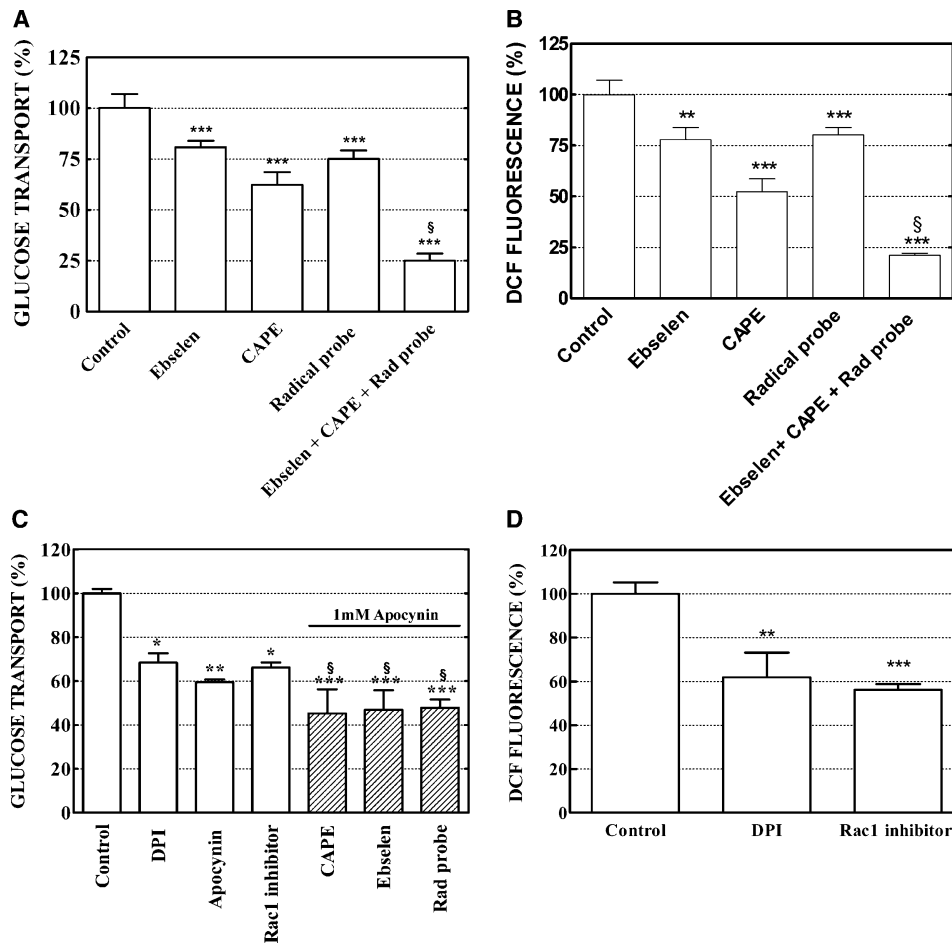 A
GLUCOSE TRANSPORT (%)
125
100
75
50
25
0
***
***
***
§
***
Control
Ebselen
CAPE
Radical probe
Ebselen + CAPE + Rad probe
B
DCF FLUORESCENCE (%)
125
100
75
50
25
0
**
***
***
§
***
Control
Ebselen
CAPE
Radical probe
Ebselen+ CAPE + Rad probe
C
GLUCOSE TRANSPORT (%)
120
100
80
60
40
20
0
1mM Apocynin
*
**
*
§
***
§
***
§
***
Control
DPI
Apocynin
Rac1 inhibitor
CAPE
Ebselen
Rad probe
D
DCF FLUORESCENCE (%)
120
100
80
60
40
20
0
**
***
Control
DPI
Rac1 inhibitor